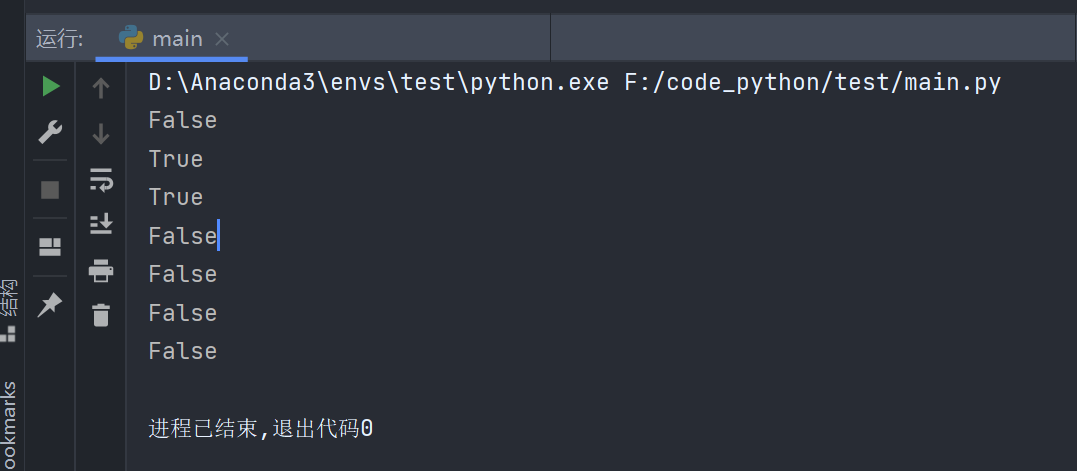 运行: main
D:\Anaconda3\envs\test\python.exe F:/code_python/test/main.py
False
True
True
False
False
False
False
进程已结束,退出代码0
结构
ookmarks